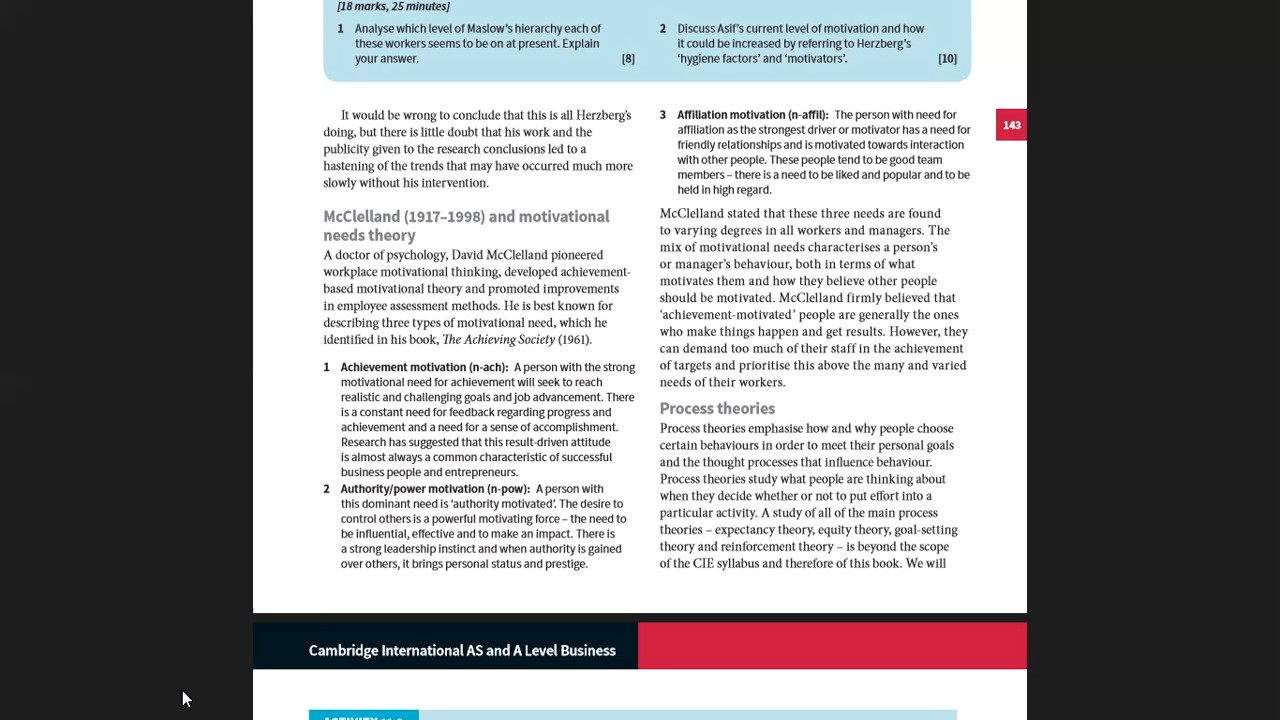 [18 marks, 25 minutes]
1 Analyse which level of Maslow's hierarchy each of
these workers seems to be on at present. Explain
your answer. [8]
2 Discuss Asif's current level of motivation and how
it could be increased by referring to Herzberg's
'hygiene factors' and 'motivators'. [10]
It would be wrong to conclude that this is all Herzberg's
doing, but there is little doubt that his work and the
publicity given to the research conclusions led to a
hastening of the trends that may have occurred much more
slowly without his intervention.
McClelland (1917–1998) and motivational
needs theory
A doctor of psychology, David McClelland pioneered
workplace motivational thinking, developed achievement-
based motivational theory and promoted improvements
in employee assessment methods. He is best known for
describing three types of motivational need, which he
identified in his book, The Achieving Society (1961).
1 Achievement motivation (n-ach): A person with the strong
motivational need for achievement will seek to reach
realistic and challenging goals and job advancement. There
is a constant need for feedback regarding progress and
achievement and a need for a sense of accomplishment.
Research has suggested that this result-driven attitude
is almost always a common characteristic of successful
business people and entrepreneurs.
2 Authority/power motivation (n-pow): A person with
this dominant need is 'authority motivated'. The desire to
control others is a powerful motivating force – the need to
be influential, effective and to make an impact. There is
a strong leadership instinct and when authority is gained
over others, it brings personal status and prestige.
3 Affiliation motivation (n-affil): The person with need for
affiliation as the strongest driver or motivator has a need for
friendly relationships and is motivated towards interaction
with other people. These people tend to be good team
members – there is a need to be liked and popular and to be
held in high regard.
143
McClelland stated that these three needs are found
to varying degrees in all workers and managers. The
mix of motivational needs characterises a person's
or manager's behaviour, both in terms of what
motivates them and how they believe other people
should be motivated. McClelland firmly believed that
'achievement-motivated' people are generally the ones
who make things happen and get results. However, they
can demand too much of their staff in the achievement
of targets and prioritise this above the many and varied
needs of their workers.
Process theories
Process theories emphasise how and why people choose
certain behaviours in order to meet their personal goals
and the thought processes that influence behaviour.
Process theories study what people are thinking about
when they decide whether or not to put effort into a
particular activity. A study of all of the main process
theories – expectancy theory, equity theory, goal-setting
theory and reinforcement theory – is beyond the scope
of the CIE syllabus and therefore of this book. We will
Cambridge International AS and A Level Business
ACTIVITY